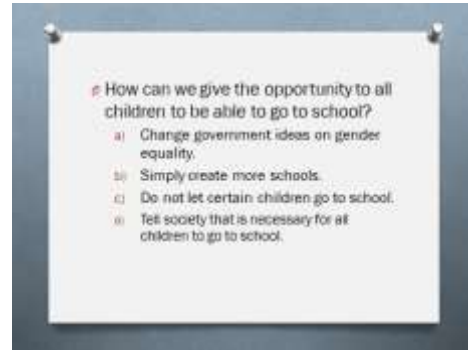 How can we give the opportunity to all
children to be able to go to school?
a) Change government ideas on gender
equality.
b) Simply create more schools.
c) Do not let certain children go to school.
d) Tell society that is necessary for all
children to go to school.